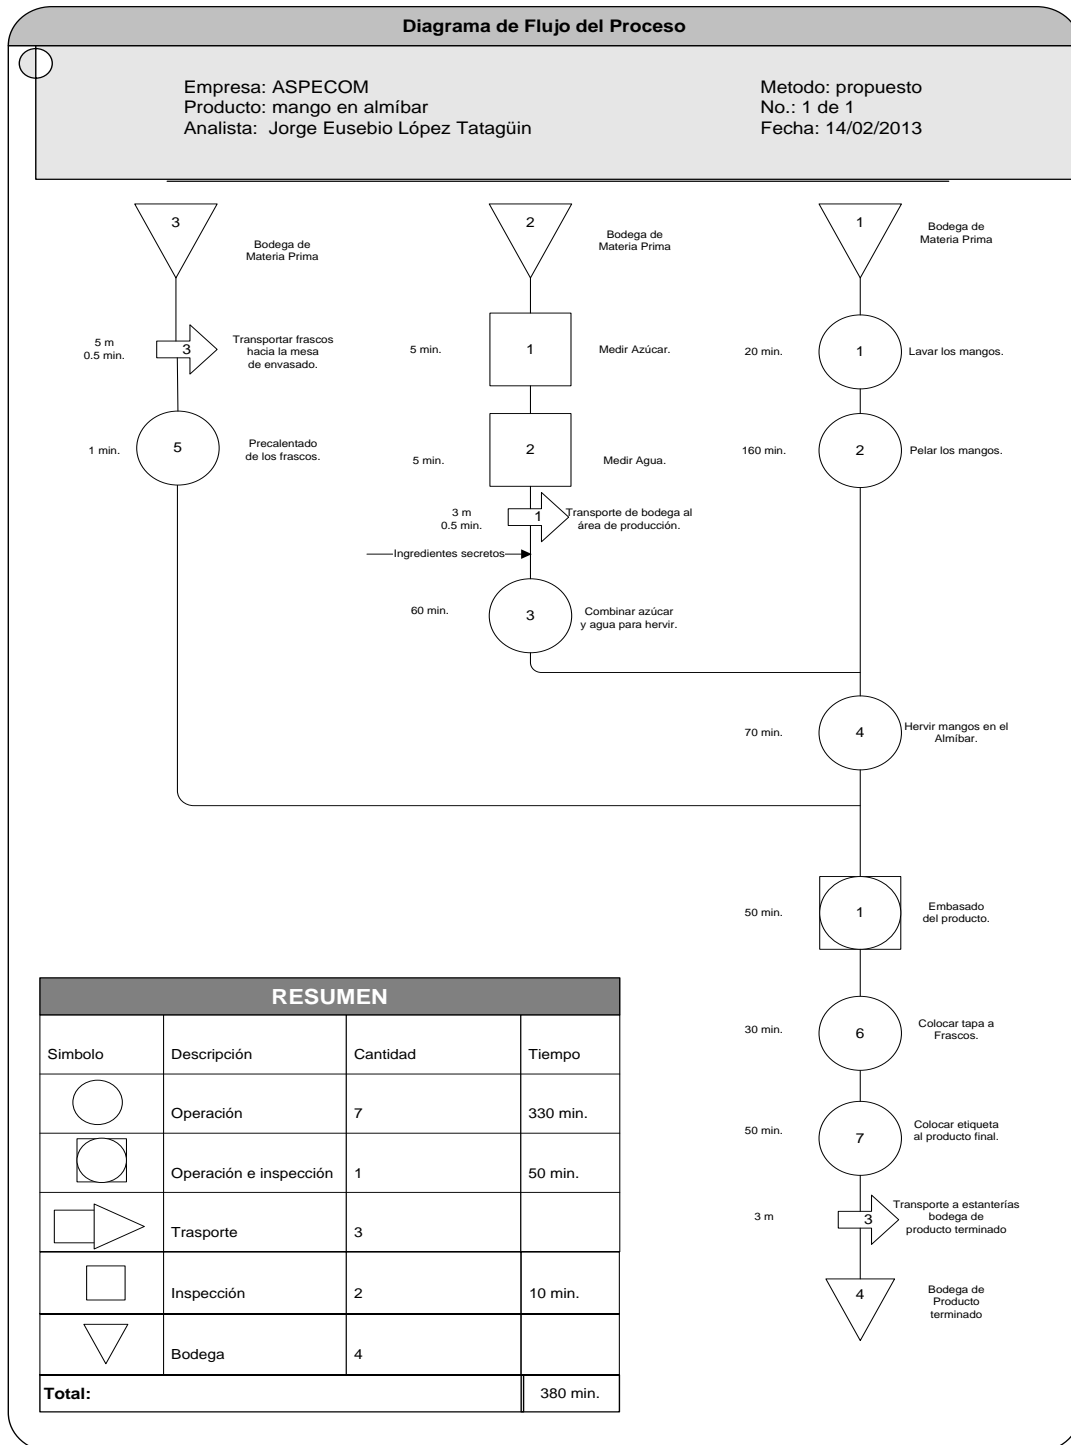 Diagrama de Flujo del Proceso
Empresa: ASPECOM
Producto: mango en almíbar
Analista: Jorge Eusebio López Tatagüin
Metodo: propuesto
No.: 1 de 1
Fecha: 14/02/2013
3
Bodega de
Materia Prima
2
Bodega de
Materia Prima
1
Bodega de
Materia Prima
5 m
0.5 min.
3
Transportar frascos
hacia la mesa
de envasado.
5 min.
1
Medir Azúcar.
20 min.
1
Lavar los mangos.
1 min.
5
Precalentado
de los frascos.
5 min.
2
Medir Agua.
160 min.
2
Pelar los mangos.
3 m
0.5 min.
1
Transporte de bodega al
área de producción.
Ingredientes secretos
60 min.
3
Combinar azúcar
y agua para hervir.
70 min.
4
Hervir mangos en el
Almíbar.
50 min.
1
Embasado
del producto.
30 min.
6
Colocar tapa a
Frascos.
50 min.
7
Colocar etiqueta
al producto final.
3 m
3
Transporte a estanterías
bodega de
producto terminado
4
Bodega de
Producto
terminado
RESUMEN
Simbolo Descripción Cantidad Tiempo
Operación 7 330 min.
Operación e inspección 1 50 min.
Trasporte 3
Inspección 2 10 min.
Bodega 4
Total: 380 min.